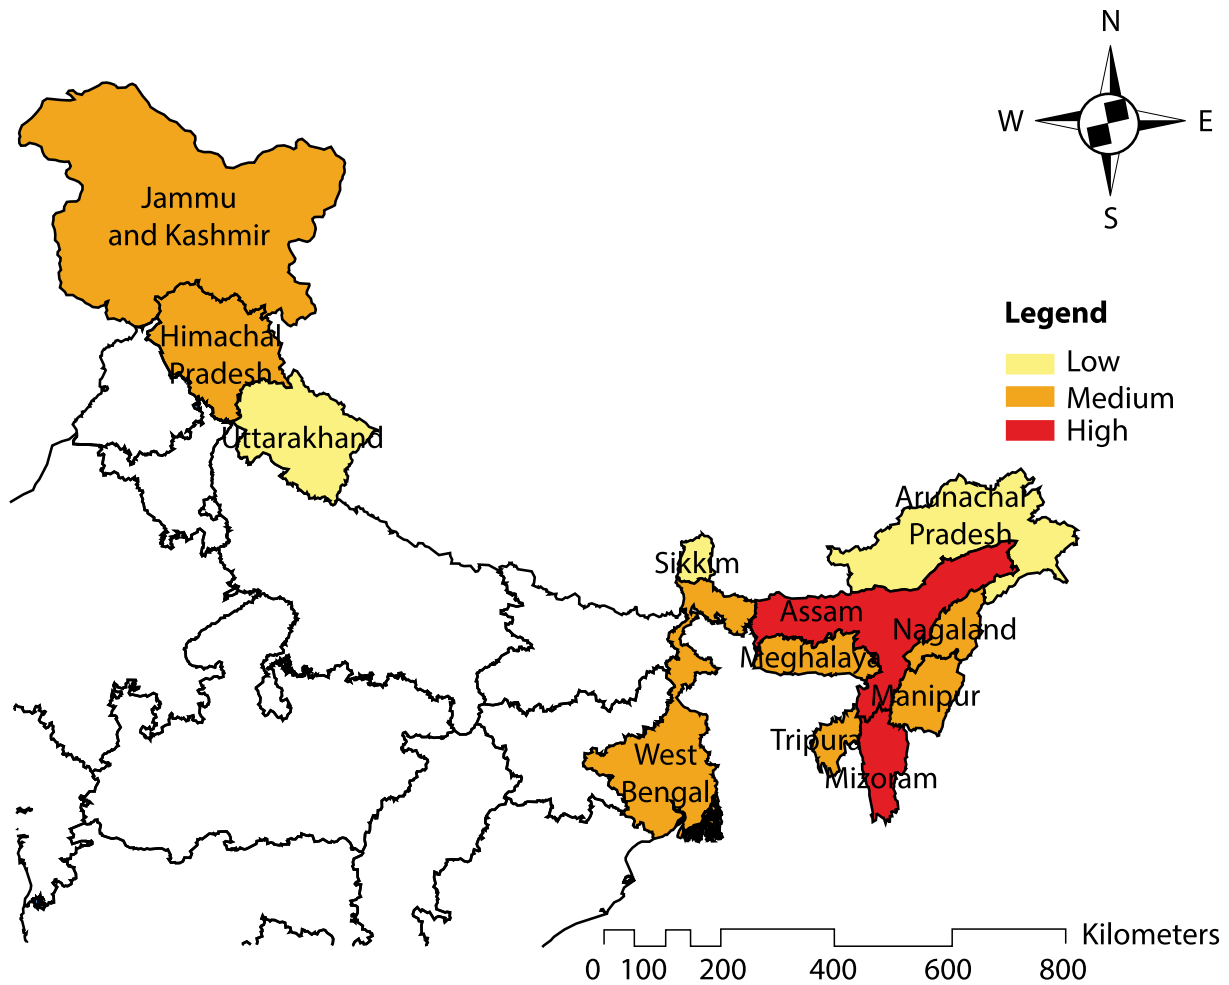 N
W
E
S
Jammu
and Kashmir
Himachal
Pradesh
Uttarakhand
Legend
Low
Medium
High
Arunachal
Pradesh
Sikkim
Assam
Nagaland
Meghalaya
Manipur
Tripura
West
Bengal
Mizoram
Kilometers
0 100 200 400 600 800